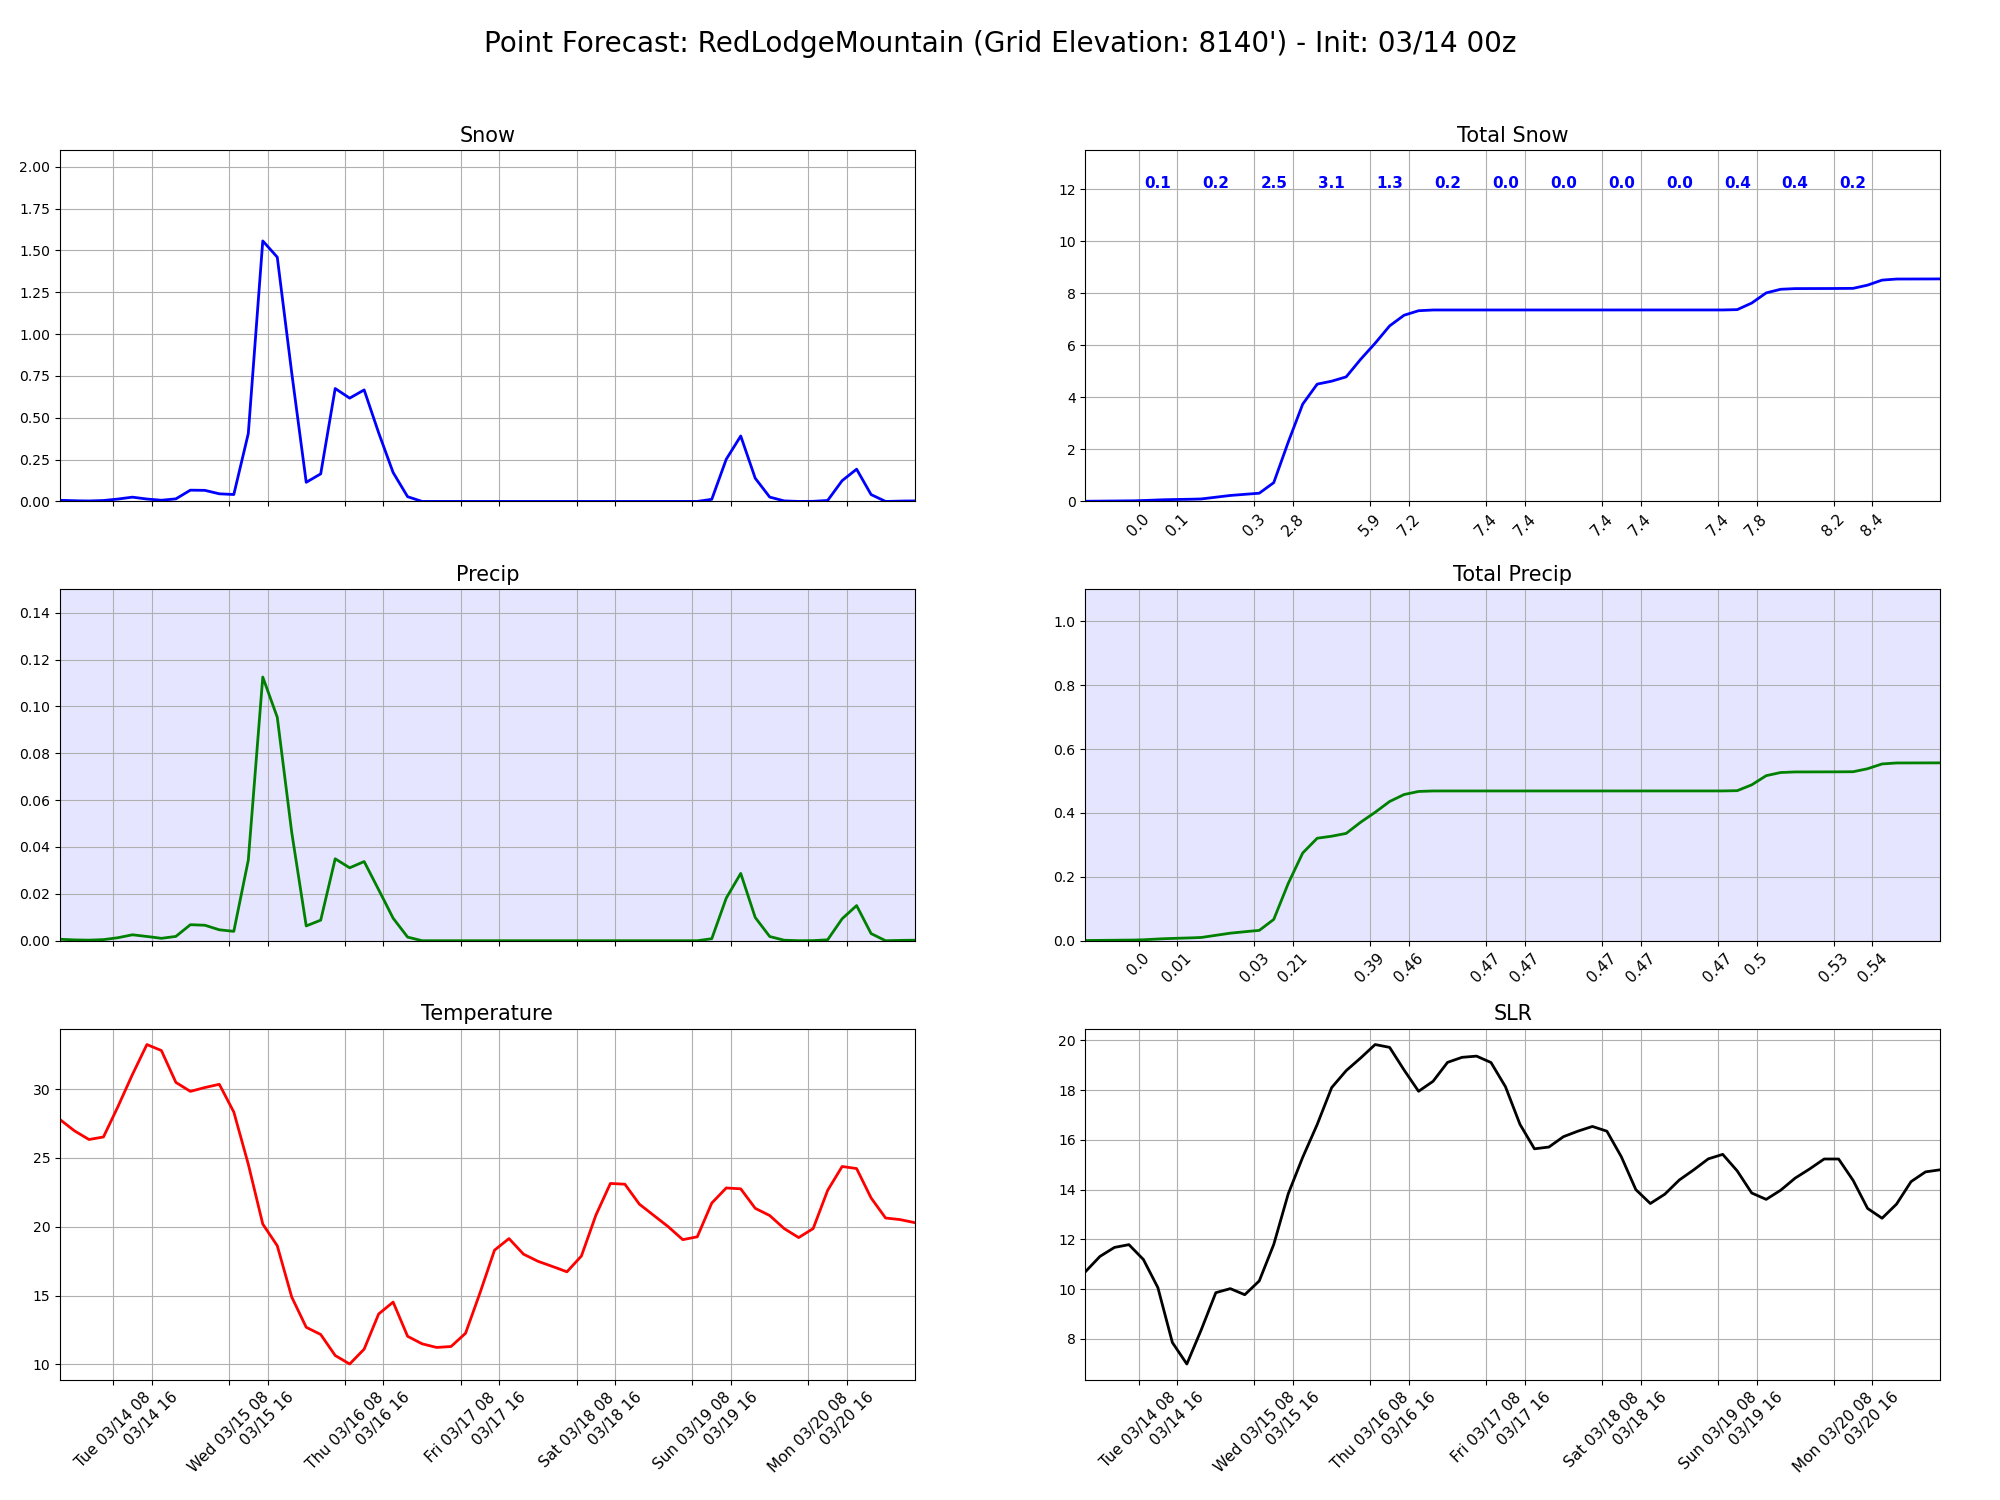 Point Forecast: RedLodgeMountain (Grid Elevation: 8140') - Init: 03/14 00z
Snow
2.00
1.75
1.50
1.25
1.00
0.75
0.50
0.25
0.00
Total Snow
0.1 0.2 2.5 3.1 1.3 0.2 0.0 0.0 0.0 0.0 0.4 0.4 0.2
12
10
8
6
4
2
0
0.0 0.1 0.3 2.8 5.9 7.2 7.4 7.4 7.4 7.4 7.4 7.8 8.2 8.4
Precip
0.14
0.12
0.10
0.08
0.06
0.04
0.02
0.00
Total Precip
1.0
0.8
0.6
0.4
0.2
0.0
0.0 0.01 0.03 0.21 0.39 0.46 0.47 0.47 0.47 0.47 0.47 0.5 0.53 0.54
Temperature
30
25
20
15
10
Tue 03/14 08
03/14 16
Wed 03/15 08
03/15 16
Thu 03/16 08
03/16 16
Fri 03/17 08
03/17 16
Sat 03/18 08
03/18 16
Sun 03/19 08
03/19 16
Mon 03/20 08
03/20 16
SLR
20
18
16
14
12
10
8
Tue 03/14 08
03/14 16
Wed 03/15 08
03/15 16
Thu 03/16 08
03/16 16
Fri 03/17 08
03/17 16
Sat 03/18 08
03/18 16
Sun 03/19 08
03/19 16
Mon 03/20 08
03/20 16